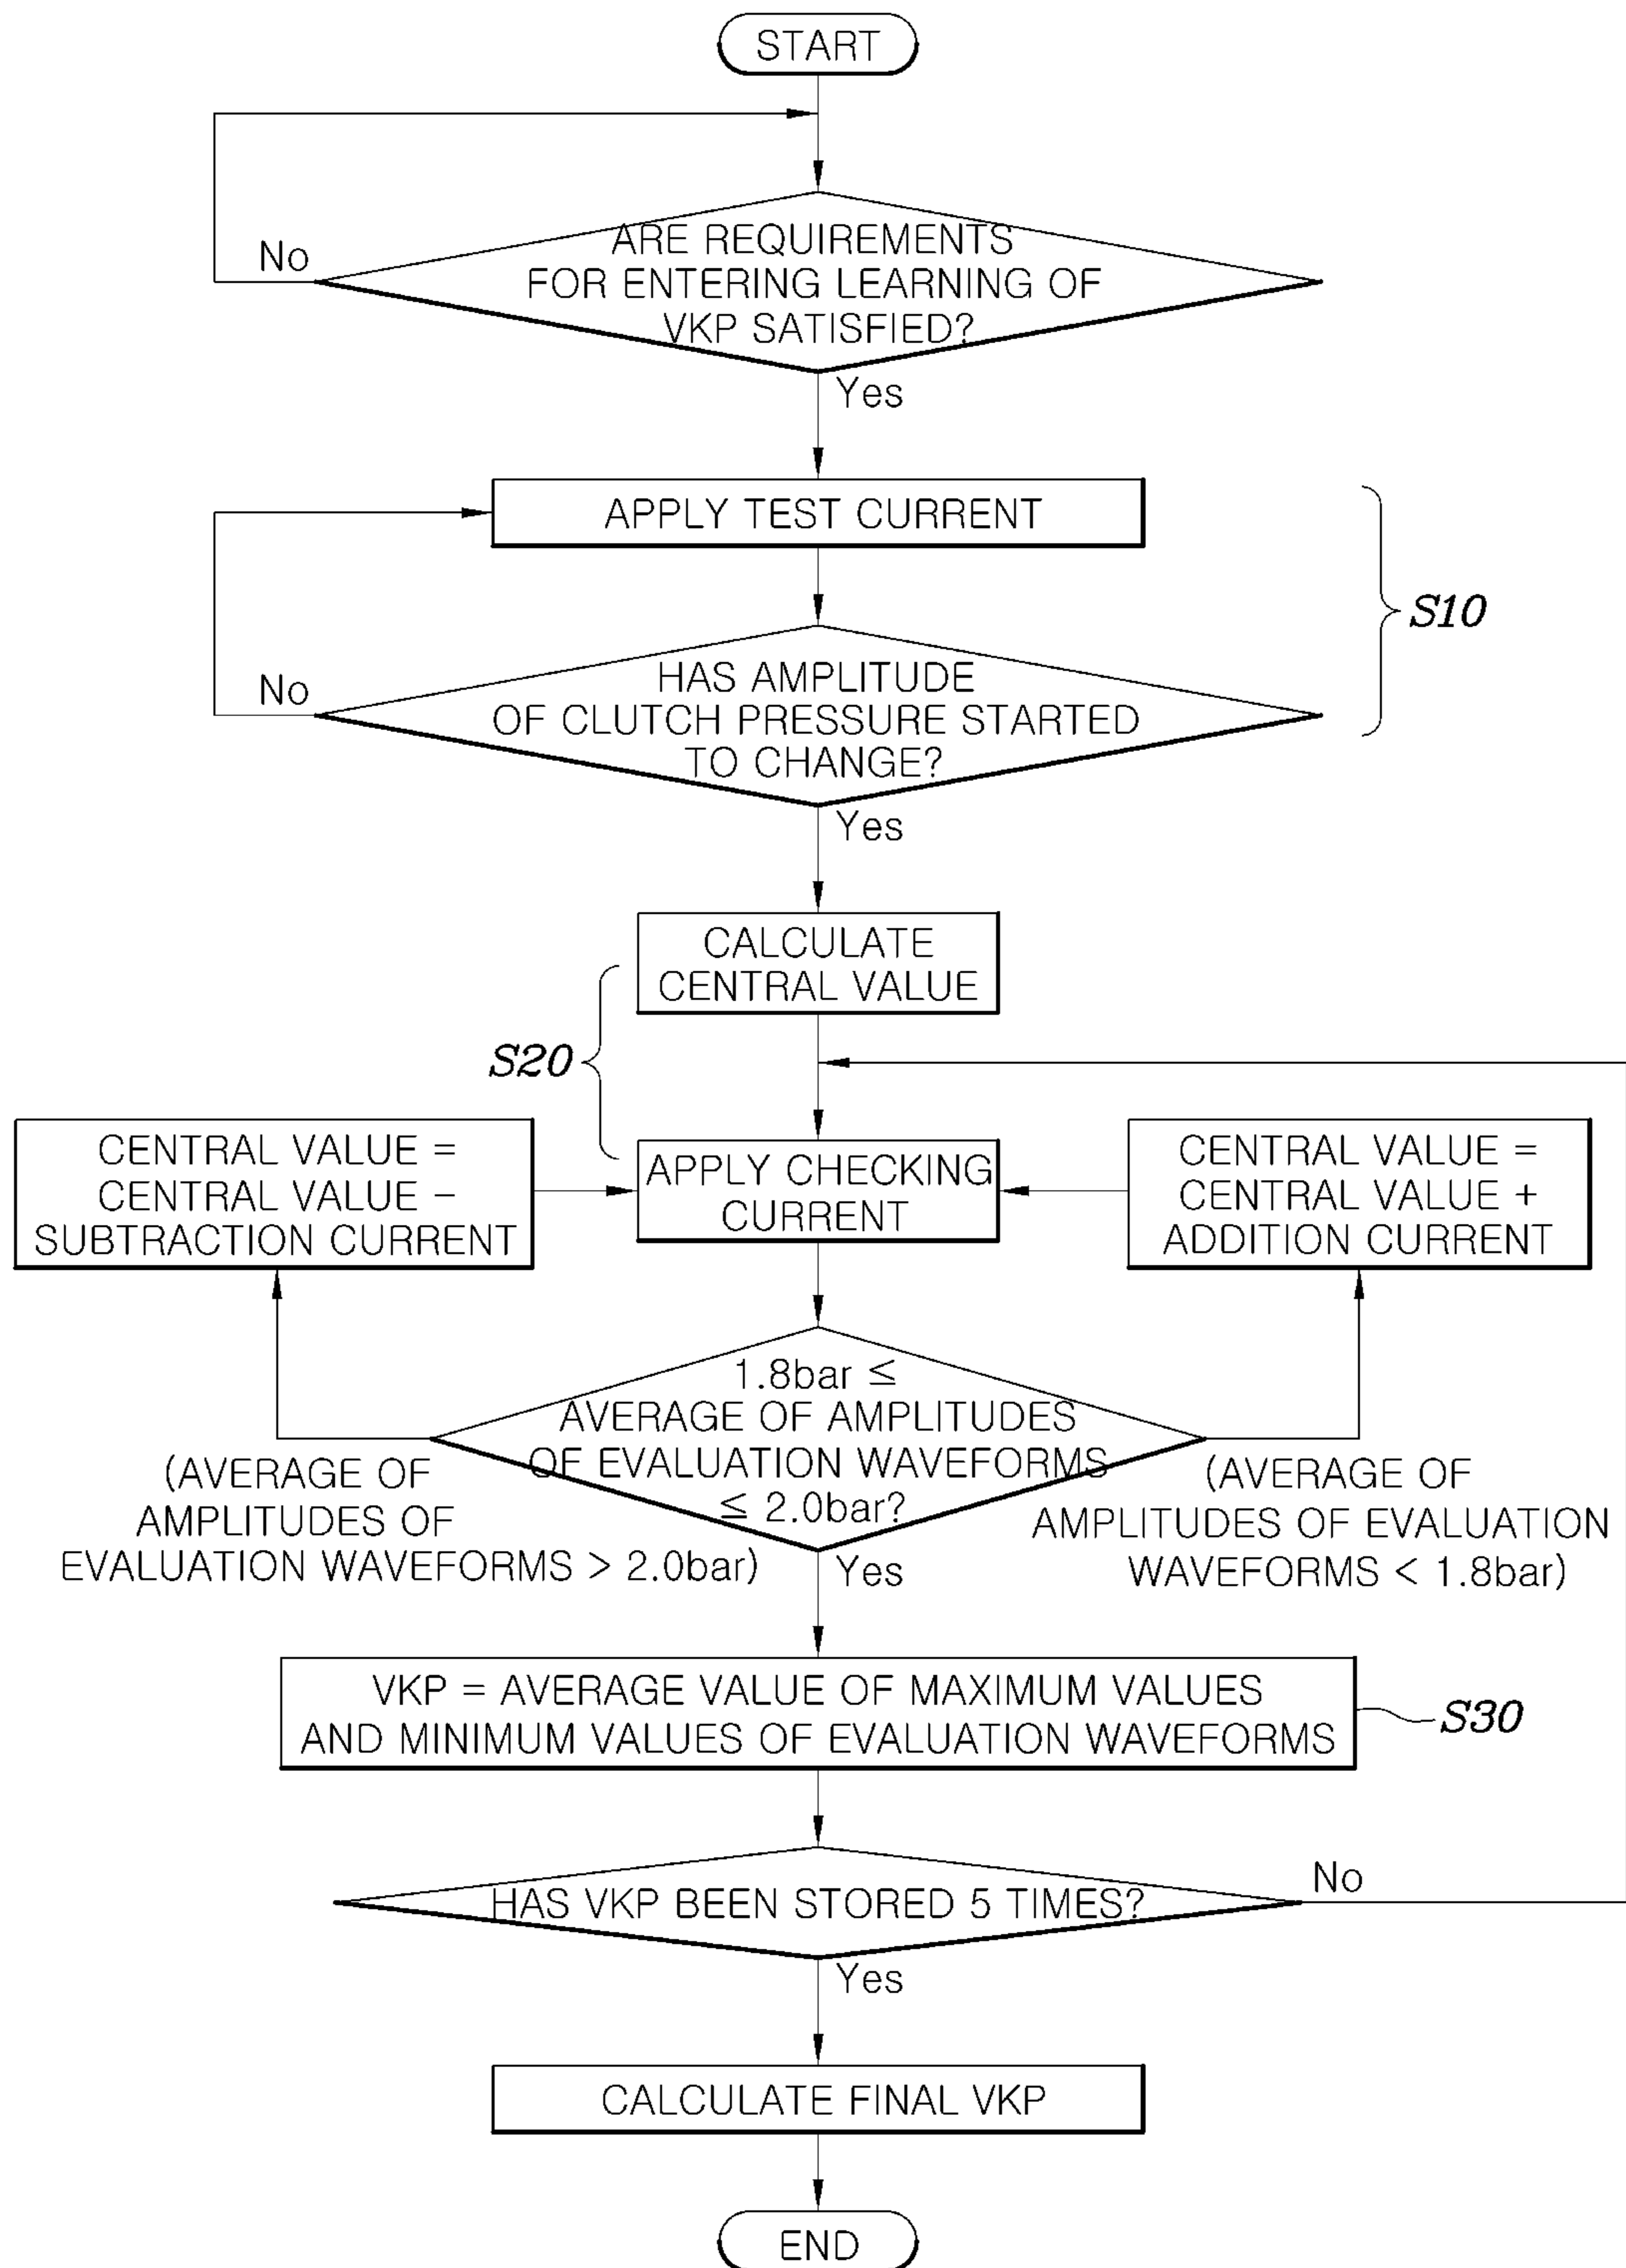 START
No
ARE REQUIREMENTS
FOR ENTERING LEARNING OF
VKP SATISFIED?
Yes
APPLY TEST CURRENT
S10
No
HAS AMPLITUDE
OF CLUTCH PRESSURE STARTED
TO CHANGE?
Yes
CALCULATE
CENTRAL VALUE
S20
CENTRAL VALUE =
CENTRAL VALUE −
SUBTRACTION CURRENT
APPLY CHECKING
CURRENT
CENTRAL VALUE =
CENTRAL VALUE +
ADDITION CURRENT
1.8bar ≤
AVERAGE OF AMPLITUDES
OF EVALUATION WAVEFORMS
≤ 2.0bar?
(AVERAGE OF
AMPLITUDES OF
EVALUATION WAVEFORMS > 2.0bar)
(AVERAGE OF
AMPLITUDES OF EVALUATION
WAVEFORMS < 1.8bar)
Yes
VKP = AVERAGE VALUE OF MAXIMUM VALUES
AND MINIMUM VALUES OF EVALUATION WAVEFORMS
S30
HAS VKP BEEN STORED 5 TIMES?
No
Yes
CALCULATE FINAL VKP
END